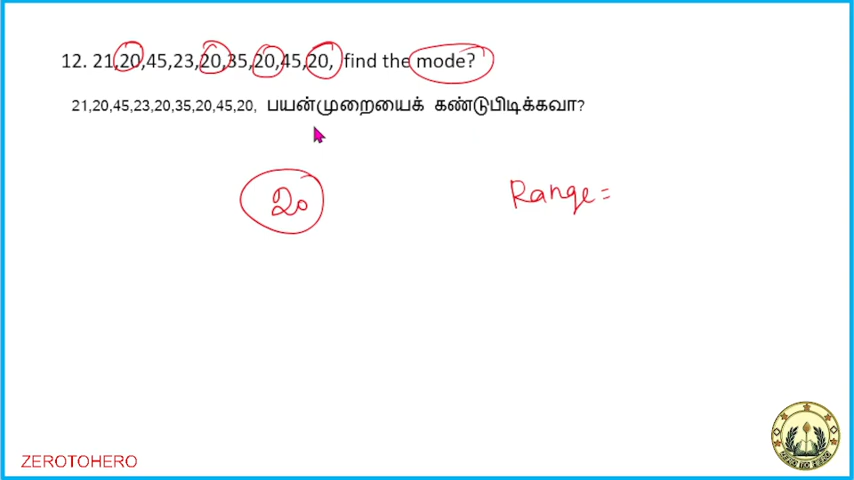 12. 21,20,45,23,20,35,20,45,20, find the mode?
21,20,45,23,20,35,20,45,20, பயன்முறையைக் கண்டுபிடிக்கவா?
20
Range=
ZEROTOHERO